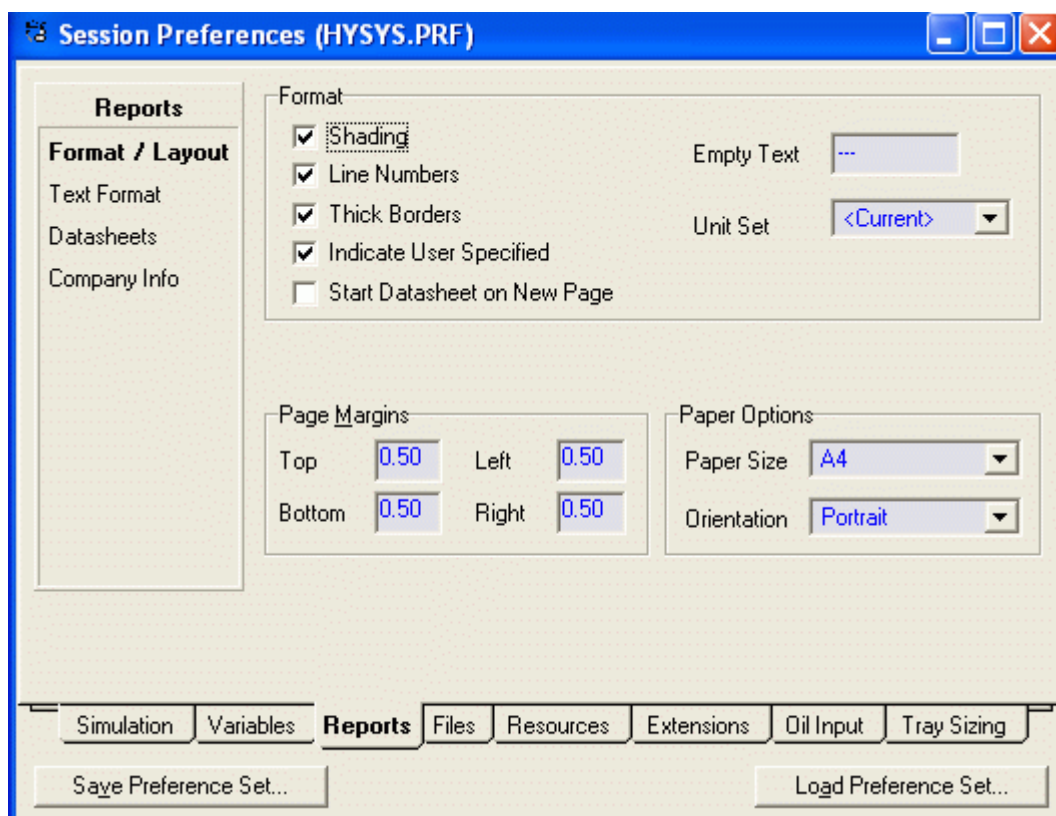 Session Preferences (HYSYS.PRF)
Reports
Format / Layout
Text Format
Datasheets
Company Info
Format
Shading
Line Numbers
Thick Borders
Indicate User Specified
Start Datasheet on New Page
Empty Text ---
Unit Set <Current>
Page Margins
Top 0.50 Left 0.50
Bottom 0.50 Right 0.50
Paper Options
Paper Size A4
Orientation Portrait
Simulation Variables Reports Files Resources Extensions Oil Input Tray Sizing
Save Preference Set... Load Preference Set...